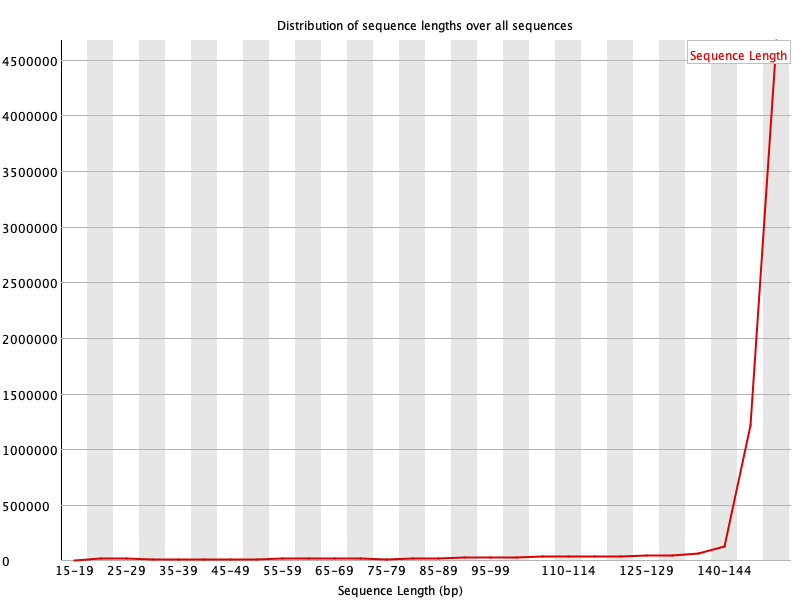 Distribution of sequence lengths over all sequences
Sequence Length
4500000
4000000
3500000
3000000
2500000
2000000
1500000
1000000
500000
0
15-19 25-29 35-39 45-49 55-59 65-69 75-79 85-89 95-99 110-114 125-129 140-144
Sequence Length (bp)